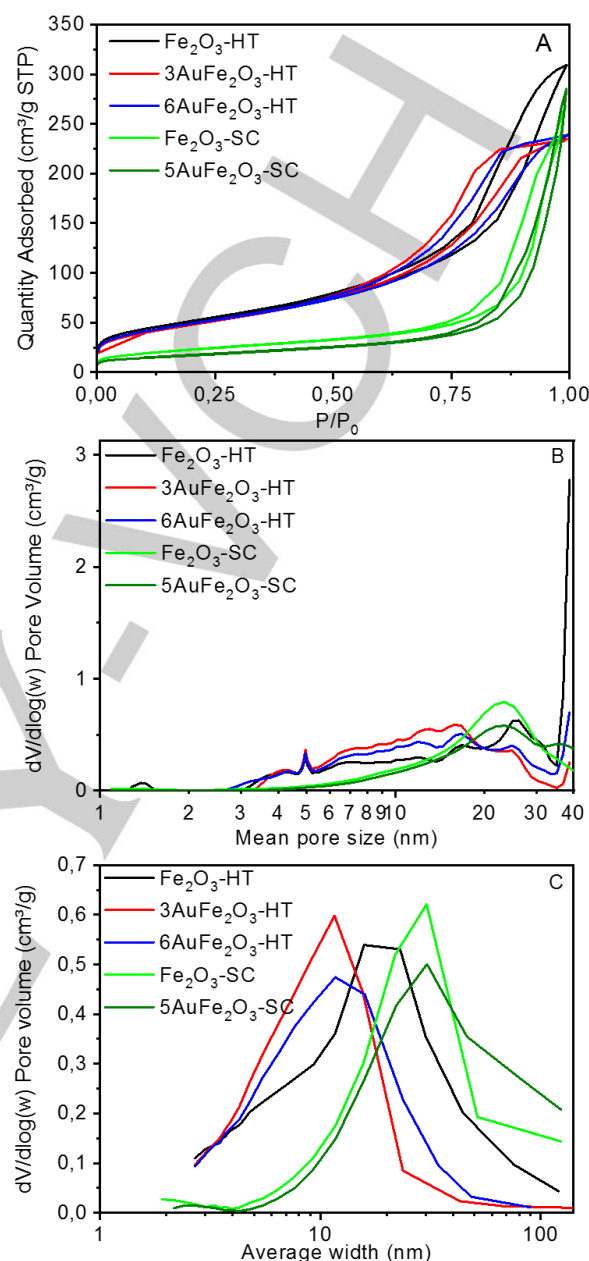 A
Fe₂O₃-HT
3AuFe₂O₃-HT
6AuFe₂O₃-HT
Fe₂O₃-SC
5AuFe₂O₃-SC
Quantity Adsorbed (cm³/g STP)
350
300
250
200
150
100
50
0
0,00 0,25 0,50 0,75 1,00
P/P₀
B
Fe₂O₃-HT
3AuFe₂O₃-HT
6AuFe₂O₃-HT
Fe₂O₃-SC
5AuFe₂O₃-SC
dV/dlog(w) Pore Volume (cm³/g)
3
2
1
0
1 2 3 4 5 6 7 8 9 10 20 30 40
Mean pore size (nm)
C
Fe₂O₃-HT
3AuFe₂O₃-HT
6AuFe₂O₃-HT
Fe₂O₃-SC
5AuFe₂O₃-SC
dV/dlog(w) Pore volume (cm³/g)
0,7
0,6
0,5
0,4
0,3
0,2
0,1
0,0
1 10 100
Average width (nm)